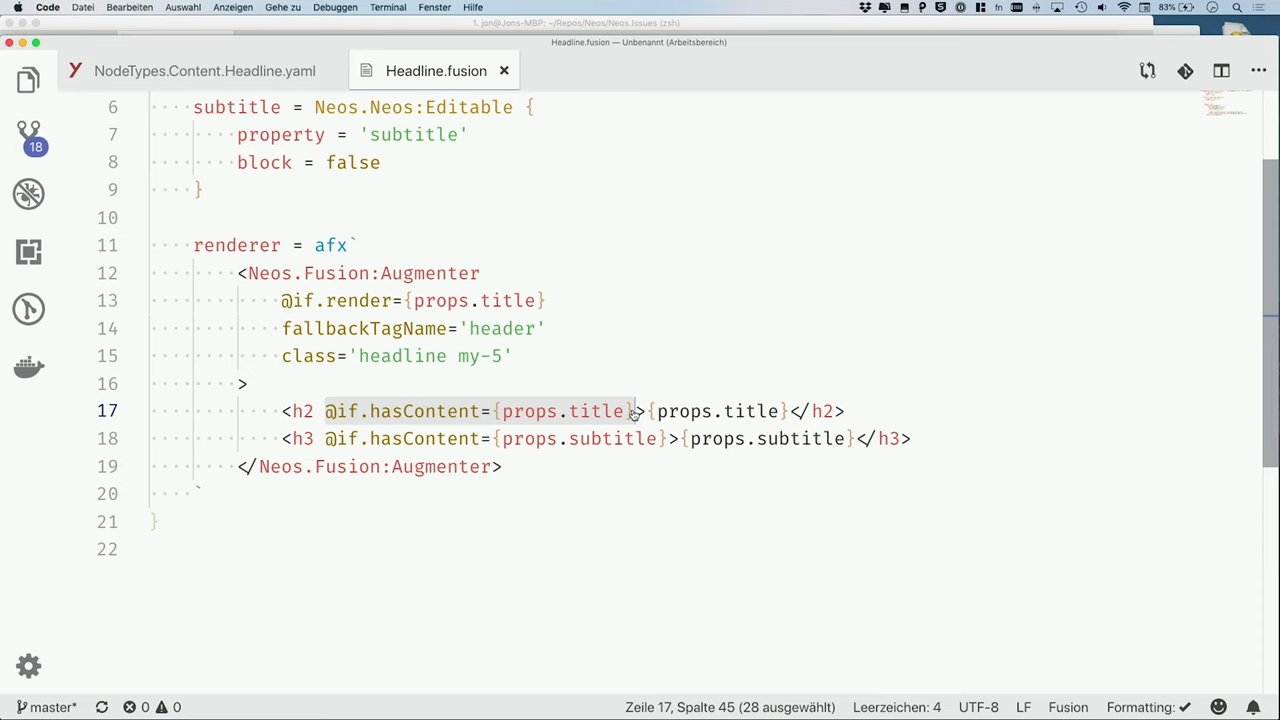 Code Datei Bearbeiten Auswahl Anzeigen Gehe zu Debuggen Terminal Fenster Hilfe fn 83%
1. jon@Jons-MBP: ~/Repos/Neos/Neos.Issues (zsh)
Headline.fusion — Unbenannt (Arbeitsbereich)
NodeTypes.Content.Headline.yaml Headline.fusion
6 subtitle = Neos.Neos:Editable {
7 property = 'subtitle'
8 block = false
9 }
10
11 renderer = afx`
12 <Neos.Fusion:Augmenter
13 @if.render={props.title}
14 fallbackTagName='header'
15 class='headline my-5'
16 >
17 <h2 @if.hasContent={props.title}>{props.title}</h2>
18 <h3 @if.hasContent={props.subtitle}>{props.subtitle}</h3>
19 </Neos.Fusion:Augmenter>
20 `
21 }
22
18
master* 0 0 Zeile 17, Spalte 45 (28 ausgewählt) Leerzeichen: 4 UTF-8 LF Fusion Formatting: ✔